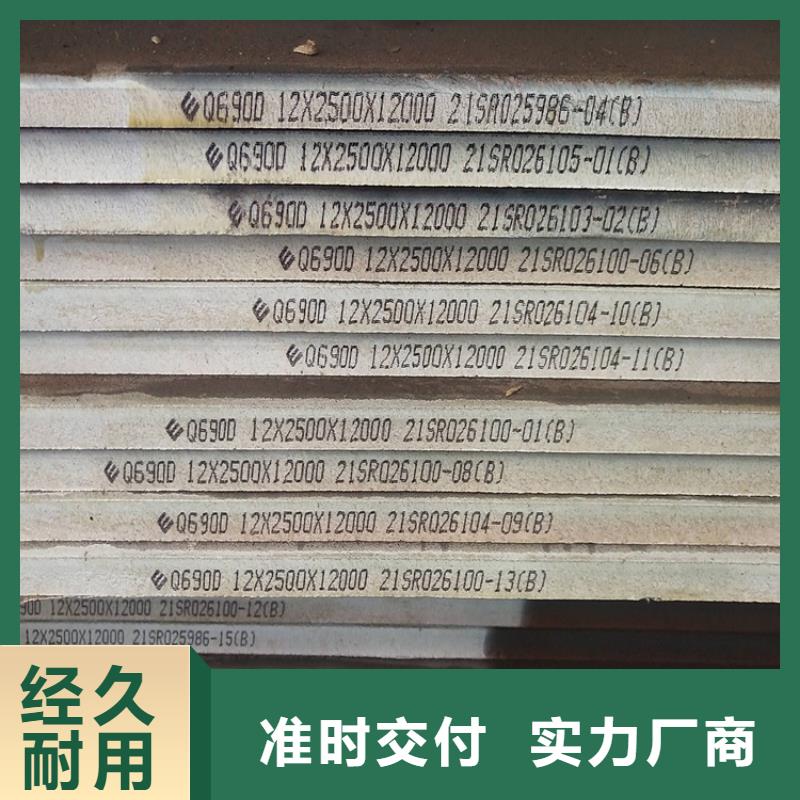 Q690D 12X2500X12000 21SR025986-04(B)
Q690D 12X2500X12000 21SR026105-01(B)
Q690D 12X2500X12000 21SR026103-02(B)
Q690D 12X2500X12000 21SR026100-06(B)
Q690D 12X2500X12000 21SR026104-10(B)
Q690D 12X2500X12000 21SR026104-11(B)
Q690D 12X2500X12000 21SR026100-01(B)
Q690D 12X2500X12000 21SR026100-08(B)
Q690D 12X2500X12000 21SR026104-09(B)
Q690D 12X2500X12000 21SR026100-13(B)
90D 12X2500X12000 21SR026100-12(B)
12X2500X12000 21SR025986-15(B)
经久
耐用
准时交付 实力厂商